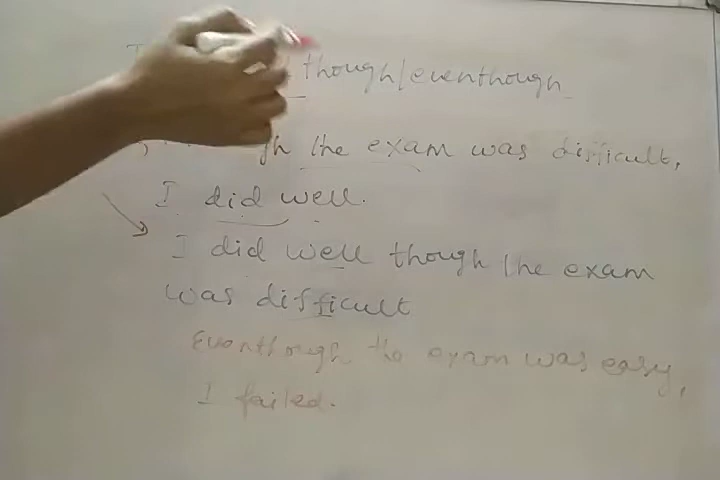 though/eventhough
the exam was difficult,
I did well.
I did well though the exam
was difficult
Eventhough the exam was easy,
I failed.